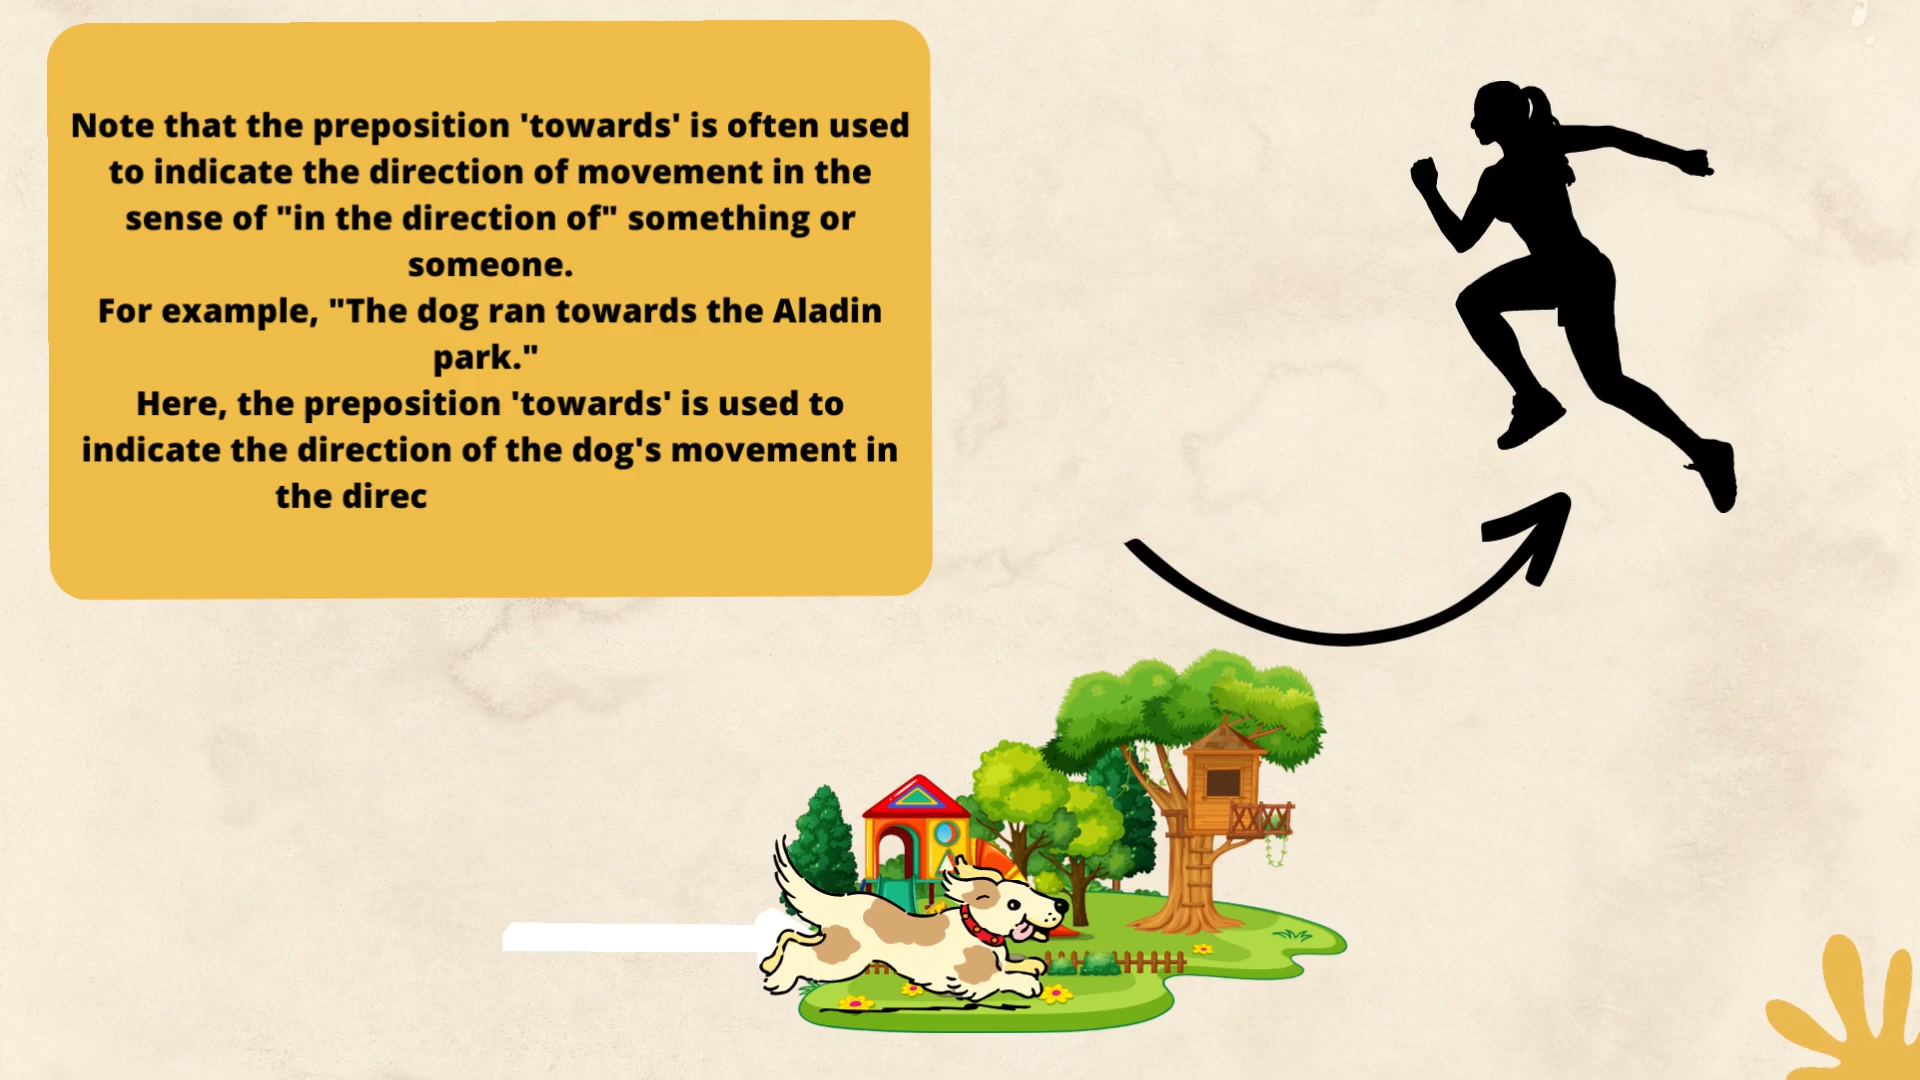 Note that the preposition 'towards' is often used
to indicate the direction of movement in the
sense of "in the direction of" something or
someone.
For example, "The dog ran towards the Aladin
park."
Here, the preposition 'towards' is used to
indicate the direction of the dog's movement in
the direc